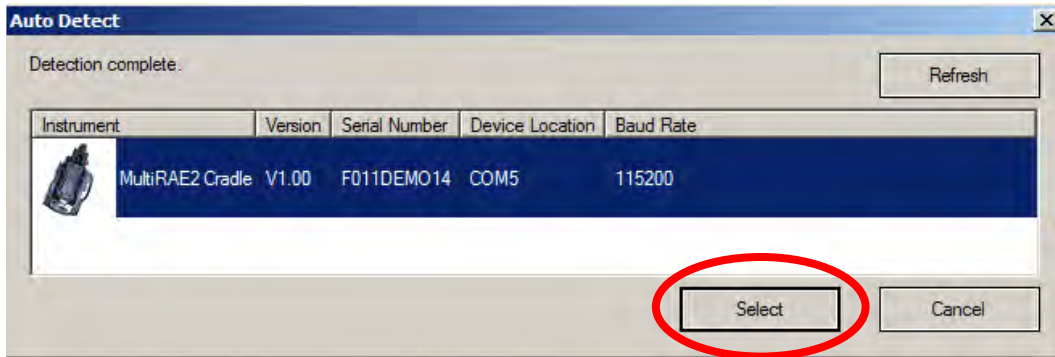 Auto Detect
Detection complete.
Refresh
Instrument Version Serial Number Device Location Baud Rate
MultiRAE2 Cradle V1.00 F011DEMO14 COM5 115200
Select Cancel